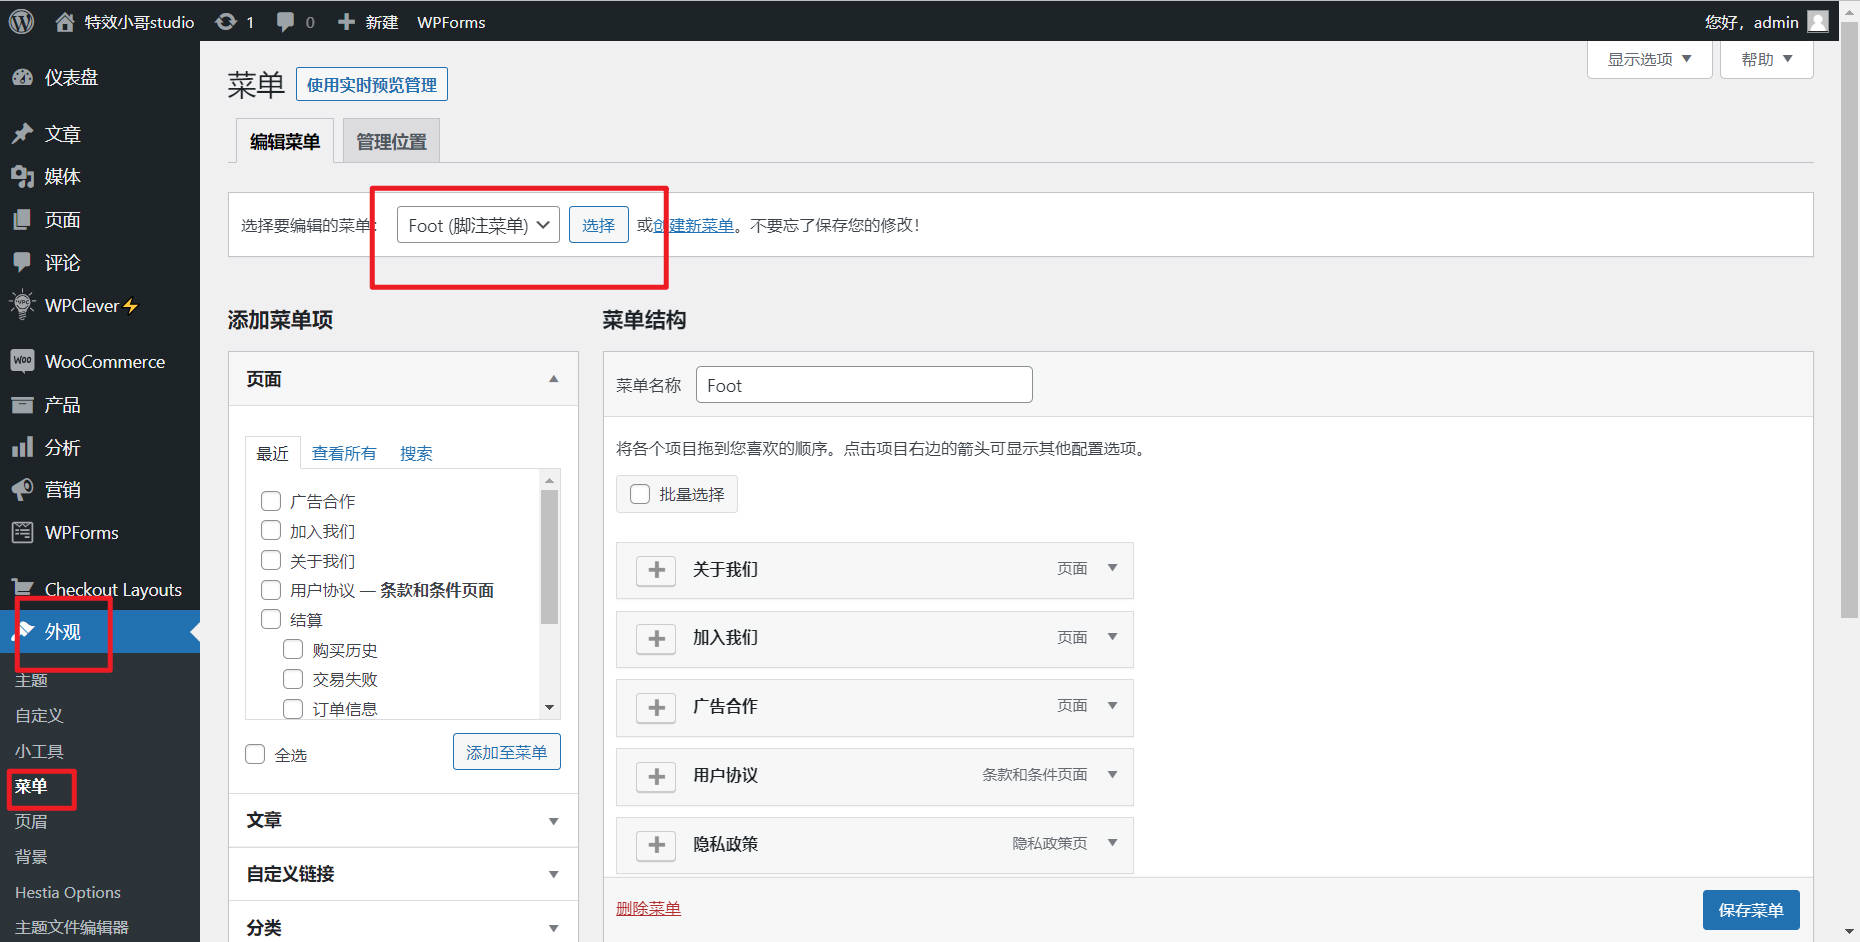 特效小哥studio 1 0 新建 WPForms 您好，admin
显示选项 帮助
仪表盘
文章
媒体
页面
评论
WPClever⚡
WooCommerce
产品
分析
营销
WPForms
Checkout Layouts
外观
主题
自定义
小工具
菜单
页眉
背景
Hestia Options
主题文件编辑器
菜单 使用实时预览管理
编辑菜单 管理位置
选择要编辑的菜单: Foot (脚注菜单) 选择 或创建新菜单。不要忘了保存您的修改！
添加菜单项
页面
最近 查看所有 搜索
广告合作
加入我们
关于我们
用户协议 — 条款和条件页面
结算
购买历史
交易失败
订单信息
全选 添加至菜单
文章
自定义链接
分类
菜单结构
菜单名称 Foot
将各个项目拖到您喜欢的顺序。点击项目右边的箭头可显示其他配置选项。
批量选择
关于我们 页面
加入我们 页面
广告合作 页面
用户协议 条款和条件页面
隐私政策 隐私政策页
删除菜单 保存菜单